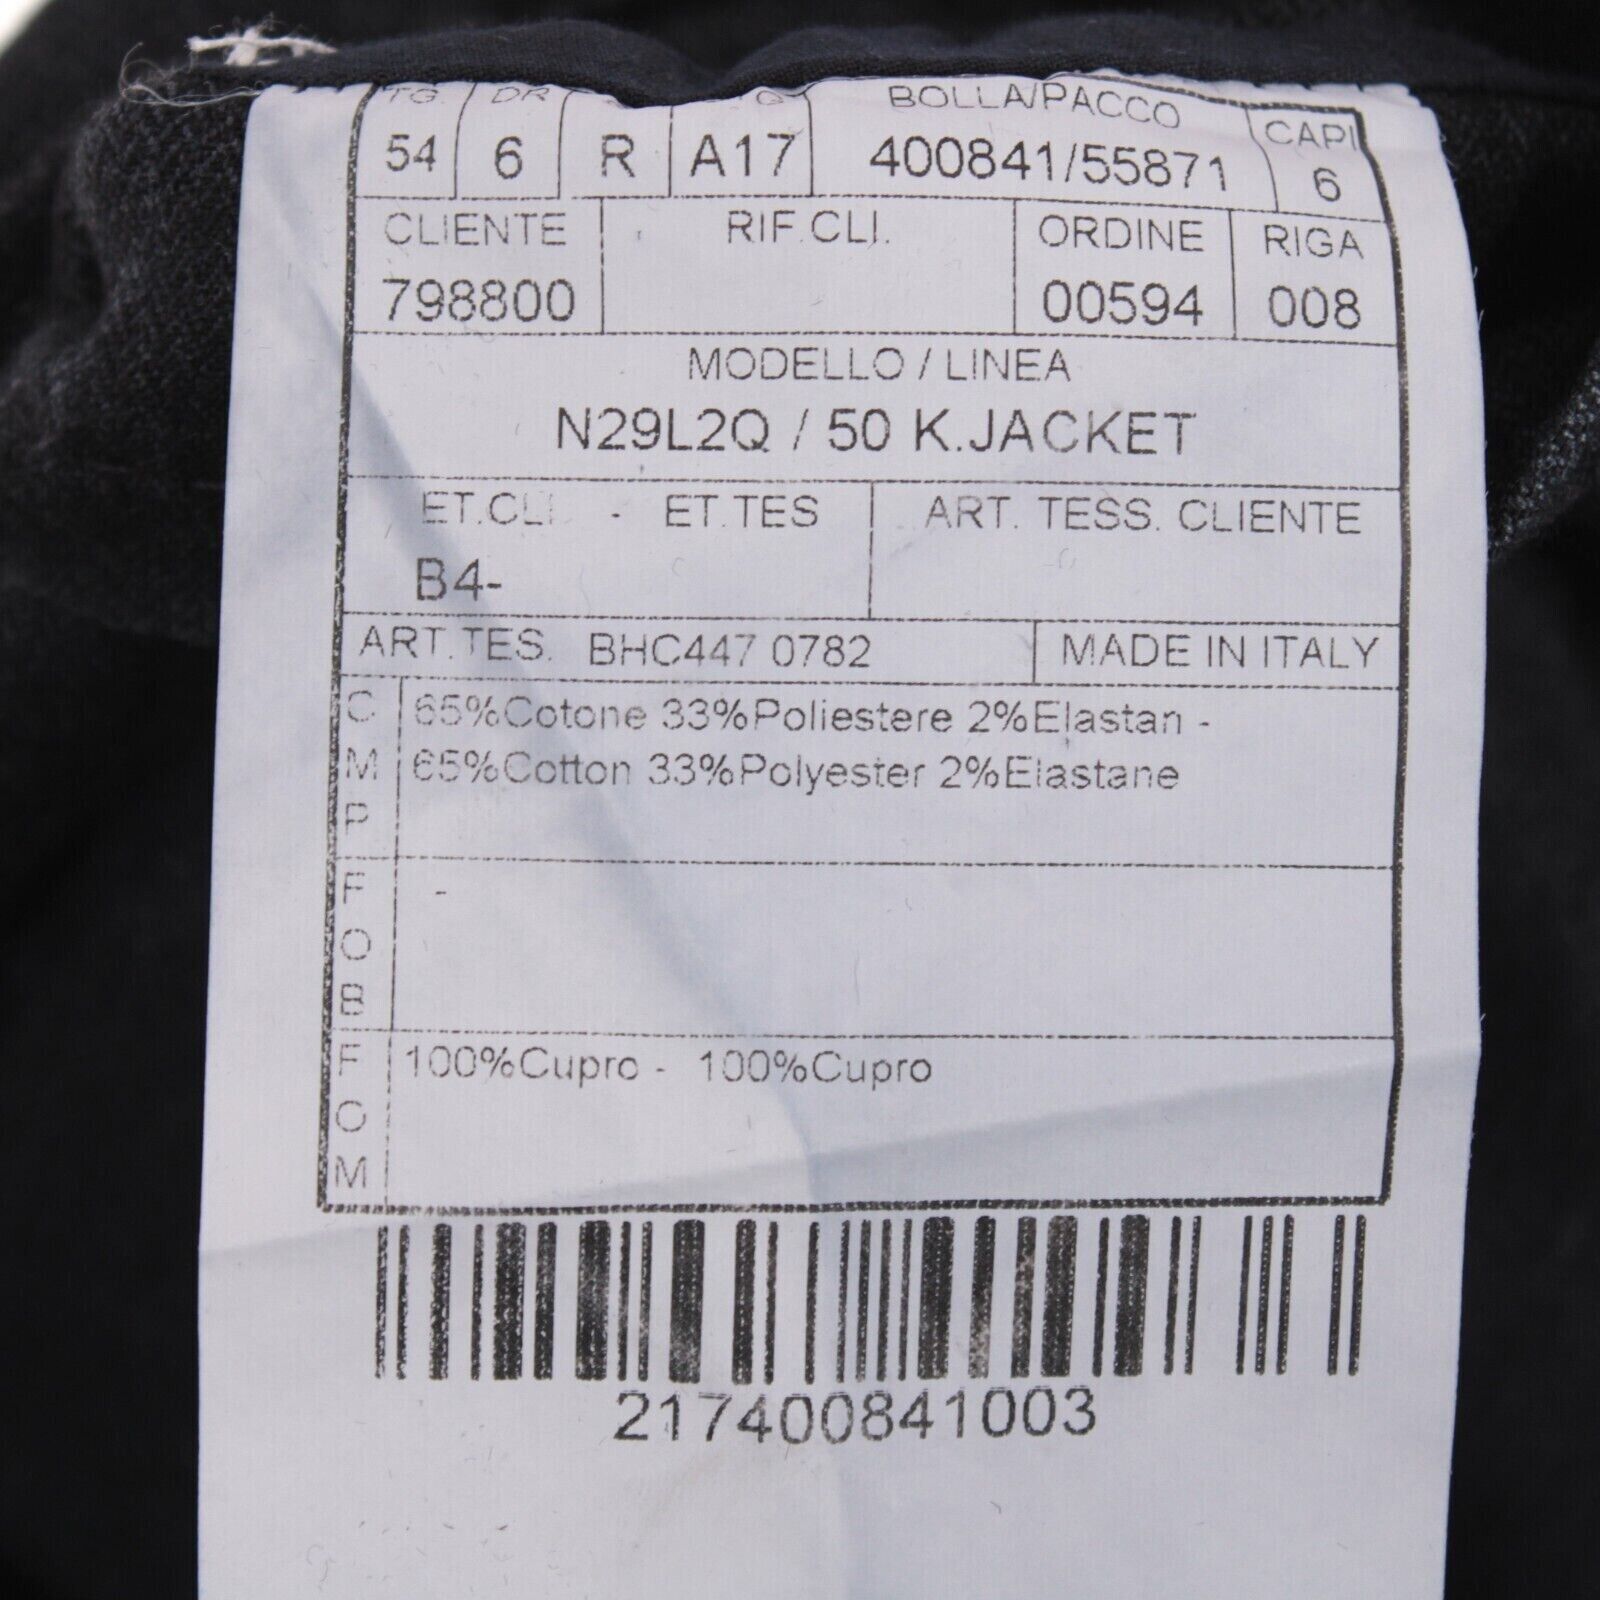 TG. DR Q BOLLA/PACCO CAPI
54 6 R A17 400841/55871 6
CLIENTE RIF.CLI. ORDINE RIGA
798800 00594 008
MODELLO / LINEA
N29L2Q / 50 K.JACKET
ET.CLI - ET.TES ART. TESS. CLIENTE
B4-
ART.TES. BHC447 0782 MADE IN ITALY
C M P
65%Cotone 33%Poliestere 2%Elastan -
65%Cotton 33%Polyester 2%Elastane
F O B
-
F O M
100%Cupro - 100%Cupro
217400841003